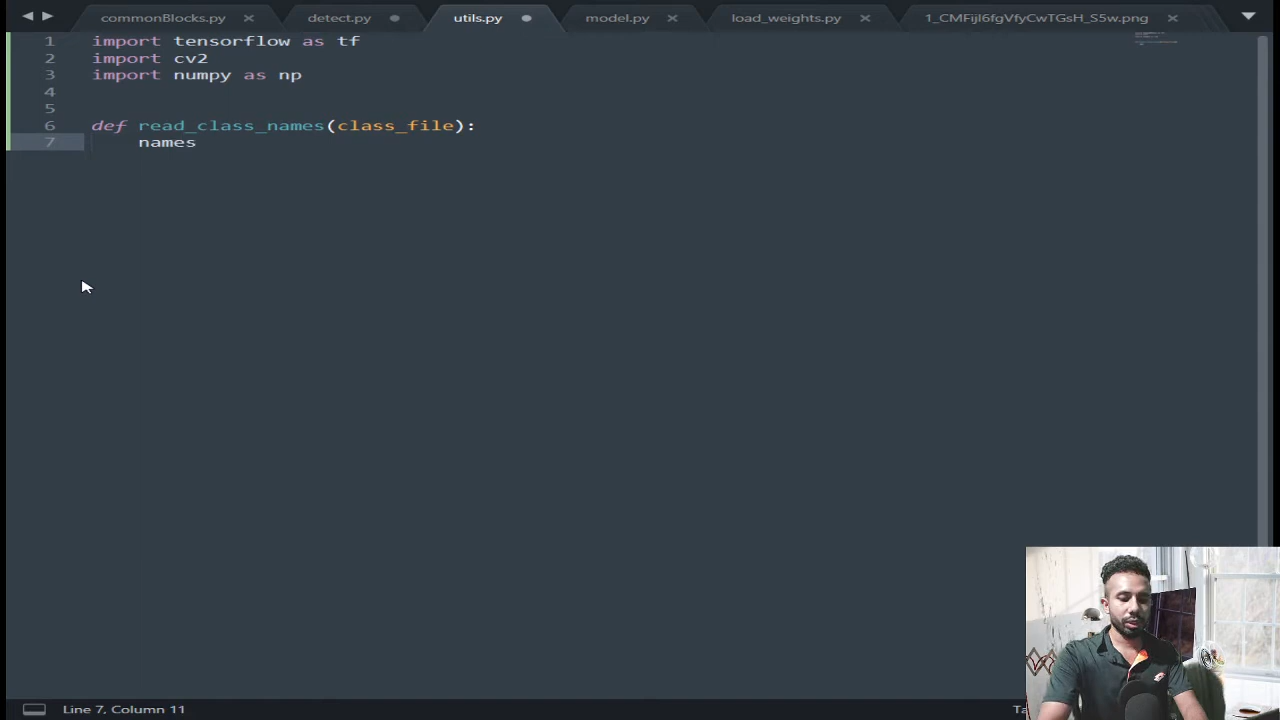 commonBlocks.py
detect.py
utils.py
model.py
load_weights.py
1_CMFijl6fgVfyCwTGsH_S5w.png
1 import tensorflow as tf
2 import cv2
3 import numpy as np
4
5
6 def read_class_names(class_file):
7 names
Line 7, Column 11